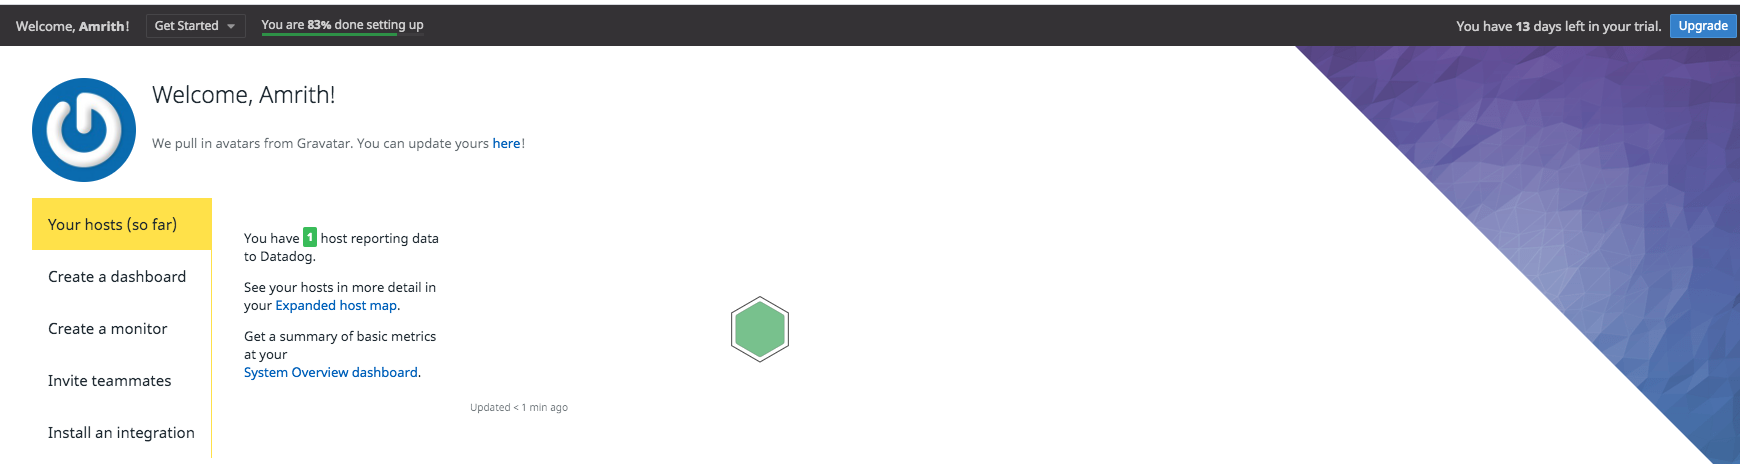 Welcome, Amrith!
Get Started
You are 83% done setting up
You have 13 days left in your trial.
Upgrade
Welcome, Amrith!
We pull in avatars from Gravatar. You can update yours here!
Your hosts (so far)
Create a dashboard
Create a monitor
Invite teammates
Install an integration
You have 1 host reporting data
to Datadog.
See your hosts in more detail in
your Expanded host map.
Get a summary of basic metrics
at your
System Overview dashboard.
Updated < 1 min ago